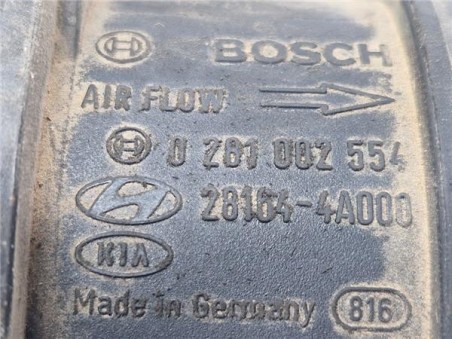 BOSCH
AIR FLOW
0 281 002 554
28164-4A000
KIA
Made in Germany 816